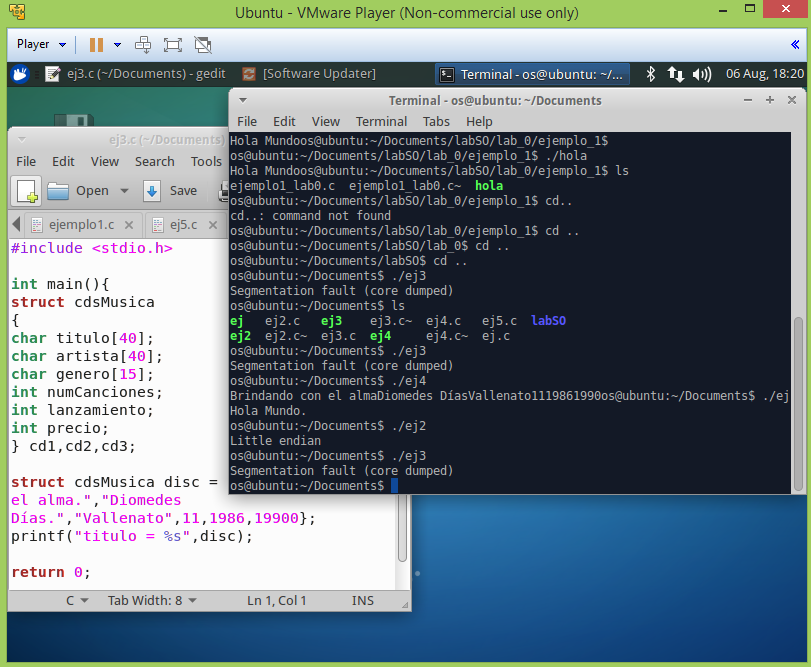 Ubuntu - VMware Player (Non-commercial use only)
Player
ej3.c (~/Documents) - gedit
[Software Updater]
Terminal - os@ubuntu: ~/...
06 Aug, 18:20
ej3.c (~/Documents)
File Edit View Search Tools
Open
Save
ejemplo1.c
ej5.c
#include <stdio.h>
int main(){
struct cdsMusica
{
char titulo[40];
char artista[40];
char genero[15];
int numCanciones;
int lanzamiento;
int precio;
} cd1,cd2,cd3;
struct cdsMusica disc =
el alma.","Diomedes
Días.","Vallenato",11,1986,19900};
printf("titulo = %s",disc);
return 0;
C
Tab Width: 8
Ln 1, Col 1
INS
Terminal - os@ubuntu: ~/Documents
File Edit View Terminal Tabs Help
Hola Mundoos@ubuntu:~/Documents/labSO/lab_0/ejemplo_1$
os@ubuntu:~/Documents/labSO/lab_0/ejemplo_1$ ./hola
Hola Mundoos@ubuntu:~/Documents/labSO/lab_0/ejemplo_1$ ls
ejemplo1_lab0.c ejemplo1_lab0.c~ hola
os@ubuntu:~/Documents/labSO/lab_0/ejemplo_1$ cd..
cd..: command not found
os@ubuntu:~/Documents/labSO/lab_0/ejemplo_1$ cd ..
os@ubuntu:~/Documents/labSO/lab_0$ cd ..
os@ubuntu:~/Documents/labSO$ cd ..
os@ubuntu:~/Documents$ ./ej3
Segmentation fault (core dumped)
os@ubuntu:~/Documents$ ls
ej ej2.c ej3 ej3.c~ ej4.c ej5.c labSO
ej2 ej2.c~ ej3.c ej4 ej4.c~ ej.c
os@ubuntu:~/Documents$ ./ej3
Segmentation fault (core dumped)
os@ubuntu:~/Documents$ ./ej4
Brindando con el almaDiomedes DíasVallenato1119861990os@ubuntu:~/Documents$ ./ej
Hola Mundo.
os@ubuntu:~/Documents$ ./ej2
Little endian
os@ubuntu:~/Documents$ ./ej3
Segmentation fault (core dumped)
os@ubuntu:~/Documents$